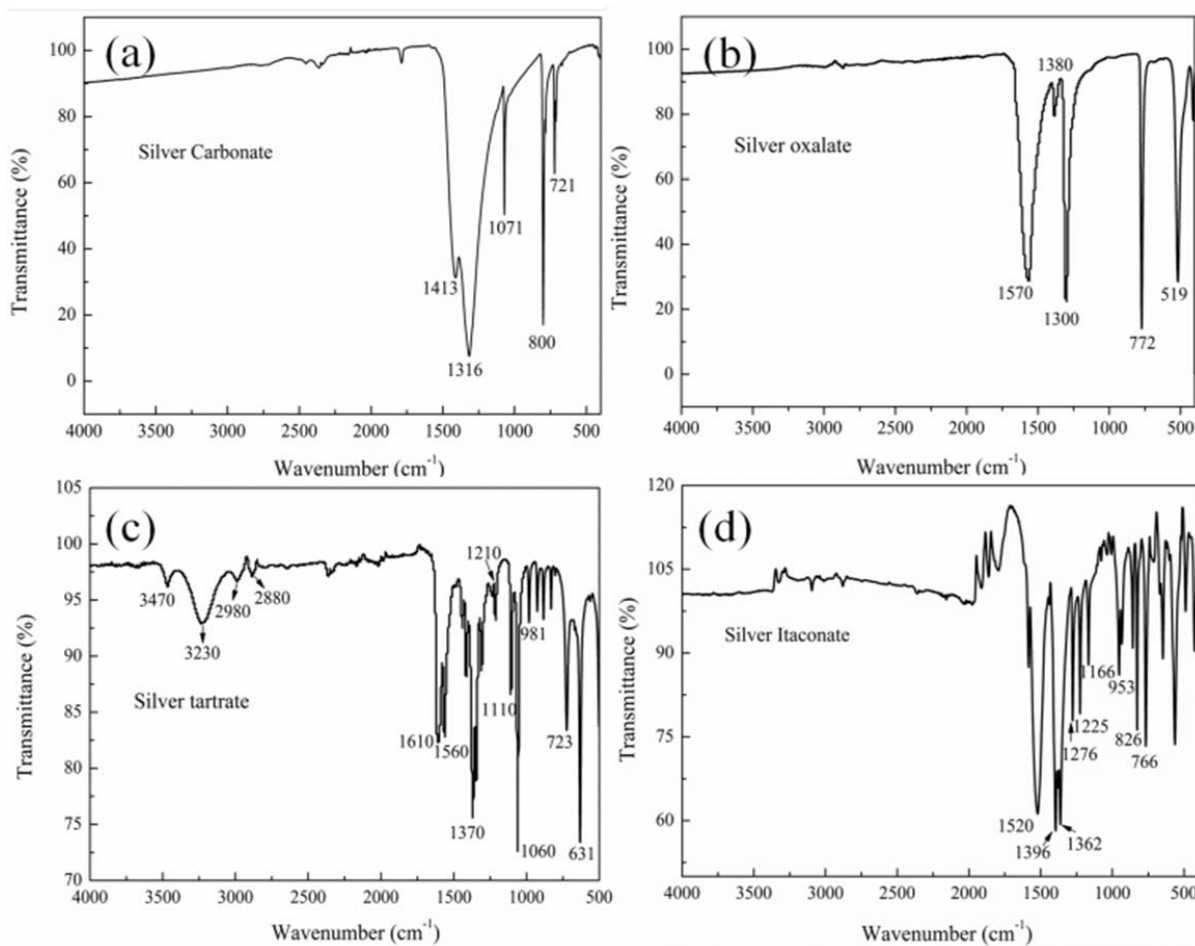 (a)
Transmittance (%)
100
80
60
40
20
0
Silver Carbonate
1413
1316
1071
800
721
4000 3500 3000 2500 2000 1500 1000 500
Wavenumber (cm⁻¹)
(b)
Transmittance (%)
100
80
60
40
20
0
Silver oxalate
1380
1570
1300
772
519
4000 3500 3000 2500 2000 1500 1000 500
Wavenumber (cm⁻¹)
(c)
Transmittance (%)
105
100
95
90
85
80
75
70
Silver tartrate
3470
3230
2980
2880
1610
1560
1370
1210
1110
1060
981
723
631
4000 3500 3000 2500 2000 1500 1000 500
Wavenumber (cm⁻¹)
(d)
Transmittance (%)
120
105
90
75
60
Silver Itaconate
1520
1396
1362
1276
1225
1166
953
826
766
4000 3500 3000 2500 2000 1500 1000 500
Wavenumber (cm⁻¹)